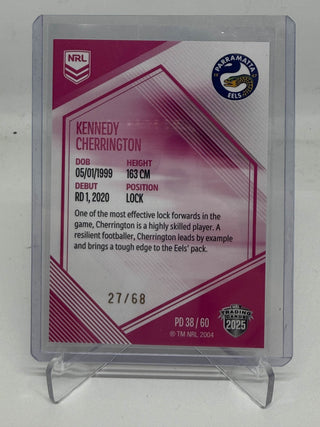 NRL
PARRAMATTA
EELS
KENNEDY
CHERRINGTON
DOB HEIGHT
05/01/1999 163 CM
DEBUT POSITION
RD 1, 2020 LOCK
One of the most effective lock forwards in the
game, Cherrington is a highly skilled player. A
resilient footballer, Cherrington leads by example
and brings a tough edge to the Eels' pack.
27/68
PD 38 / 60
® TM NRL 2004
TRADING
CARDS
2025